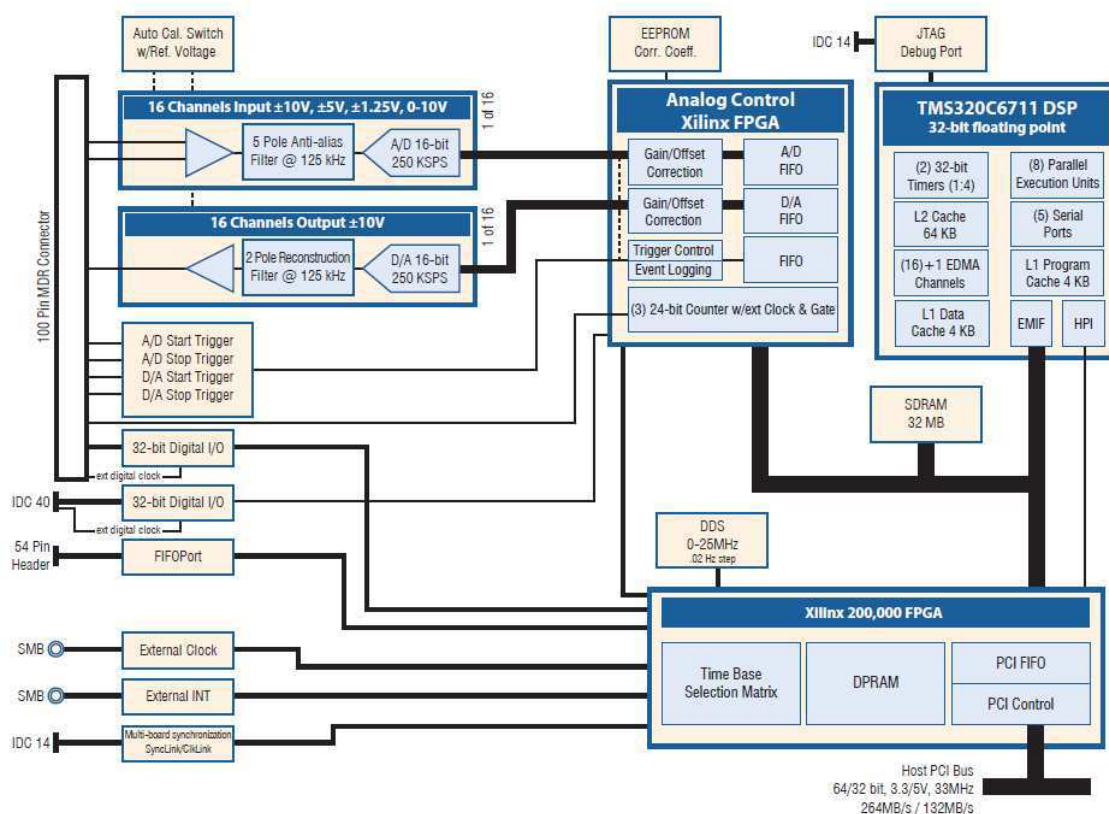 Auto Cal. Switch
w/Ref. Voltage
EEPROM
Corr. Coeff.
IDC 14
JTAG
Debug Port
100 Pin MDR Connector
16 Channels Input ±10V, ±5V, ±1.25V, 0-10V
5 Pole Anti-alias
Filter @ 125 kHz
A/D 16-bit
250 KSPS
1 of 16
16 Channels Output ±10V
2 Pole Reconstruction
Filter @ 125 kHz
D/A 16-bit
250 KSPS
1 of 16
Analog Control
Xilinx FPGA
Gain/Offset
Correction
A/D
FIFO
Gain/Offset
Correction
D/A
FIFO
Trigger Control
Event Logging
FIFO
(3) 24-bit Counter w/ext Clock & Gate
TMS320C6711 DSP
32-bit floating point
(2) 32-bit
Timers (1:4)
(8) Parallel
Execution Units
L2 Cache
64 KB
(5) Serial
Ports
(16)+1 EDMA
Channels
L1 Program
Cache 4 KB
L1 Data
Cache 4 KB
EMIF
HPI
A/D Start Trigger
A/D Stop Trigger
D/A Start Trigger
D/A Stop Trigger
SDRAM
32 MB
32-bit Digital I/O
ext digital clock
IDC 40
32-bit Digital I/O
ext digital clock
54 Pin
Header
FIFOPort
DDS
0-25MHz
.02 Hz step
Xilinx 200,000 FPGA
SMB
External Clock
SMB
External INT
IDC 14
Multi-board synchronization
SyncLink/ClkLink
Time Base
Selection Matrix
DPRAM
PCI FIFO
PCI Control
Host PCI Bus
64/32 bit, 3.3/5V, 33MHz
264MB/s / 132MB/s